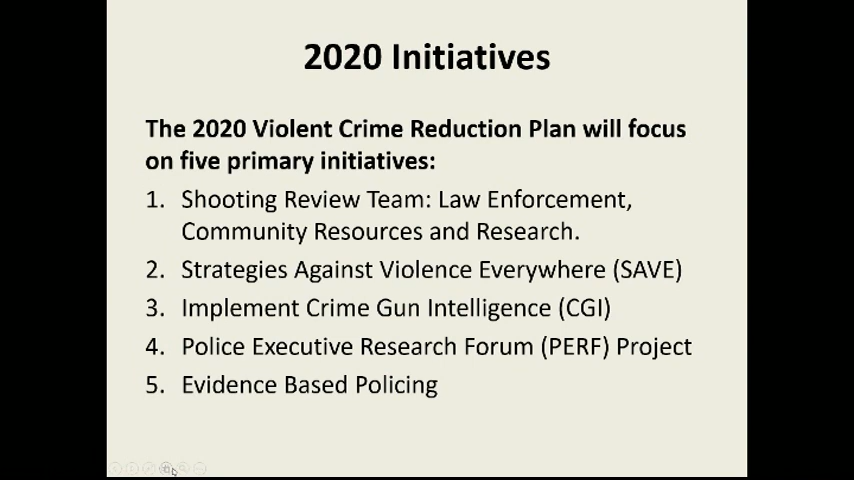 2020 Initiatives
The 2020 Violent Crime Reduction Plan will focus
on five primary initiatives:
1. Shooting Review Team: Law Enforcement,
Community Resources and Research.
2. Strategies Against Violence Everywhere (SAVE)
3. Implement Crime Gun Intelligence (CGI)
4. Police Executive Research Forum (PERF) Project
5. Evidence Based Policing